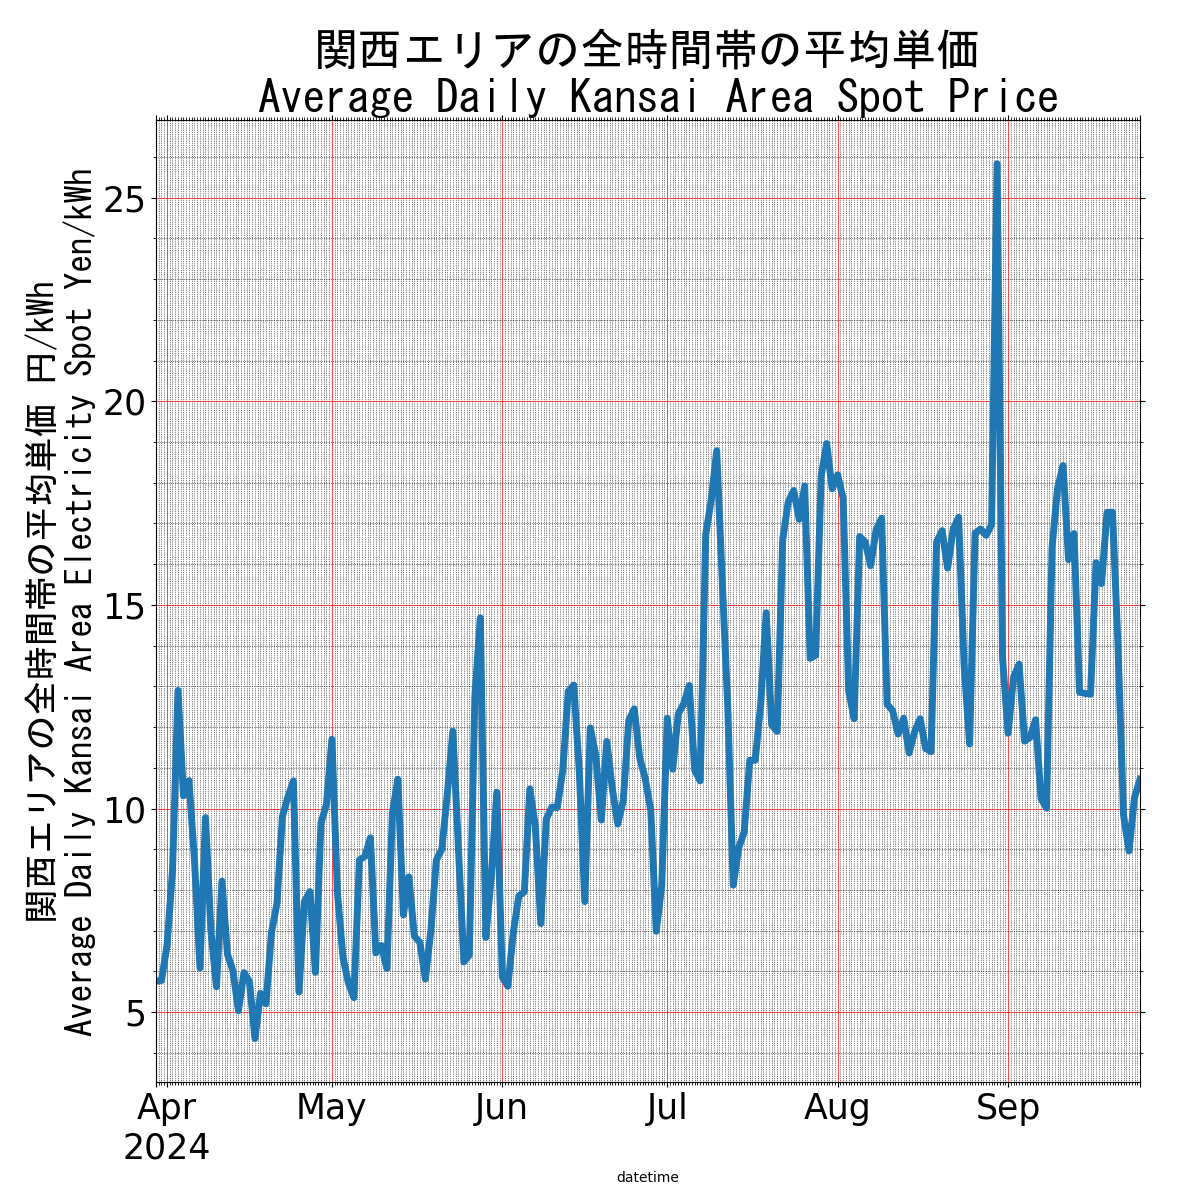 関西エリアの全時間帯の平均単価
Average Daily Kansai Area Spot Price
関西エリアの全時間帯の平均単価 円/kWh
Average Daily Kansai Area Electricity Spot Yen/kWh
25
20
15
10
5
Apr
2024
May
Jun
Jul
Aug
Sep
datetime